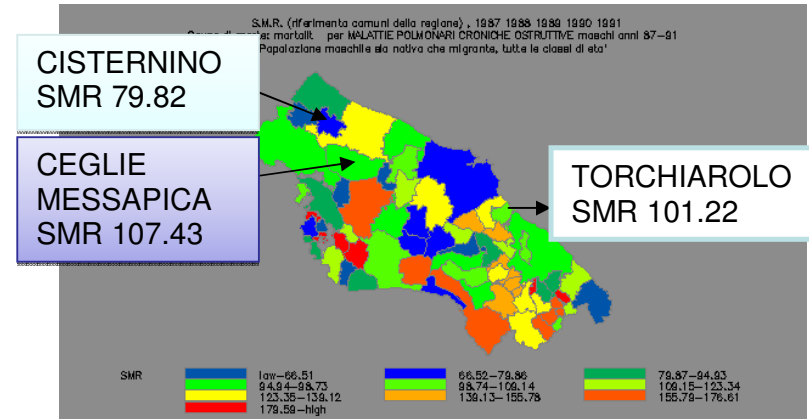 S.M.R. (riferimento comuni della regione) , 1987 1988 1989 1990 1991
mortalit per MALATTIE POLMONARI CRONICHE OSTRUTTIVE maschi anni 87-91
Popolazione maschile sia nativa che migrante, tutte le classi di eta'
CISTERNINO
SMR 79.82
CEGLIE
MESSAPICA
SMR 107.43
TORCHIAROLO
SMR 101.22
SMR
low-66.51
66.52-79.86
79.87-94.93
94.94-98.73
98.74-109.14
109.15-123.34
123.35-139.12
139.13-155.78
155.79-176.61
179.59-high